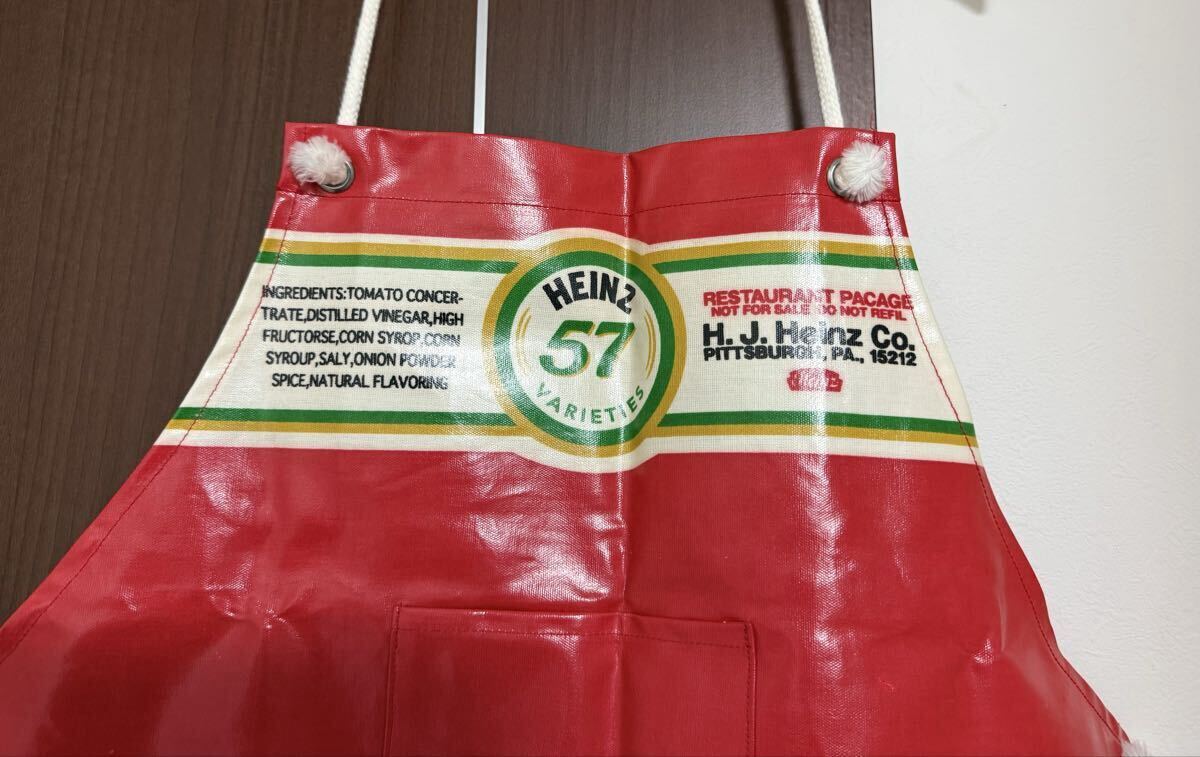 INGREDIENTS:TOMATO CONCER-
TRATE,DISTILLED VINEGAR,HIGH
FRUCTORSE,CORN SYROP,CORN
SYROUP,SALY,ONION POWDER
SPICE,NATURAL FLAVORING
HEINZ
57
VARIETIES
RESTAURANT PACAGE
NOT FOR SALE DO NOT REFIL
H. J. Heinz Co.
PITTSBURGH, PA., 15212